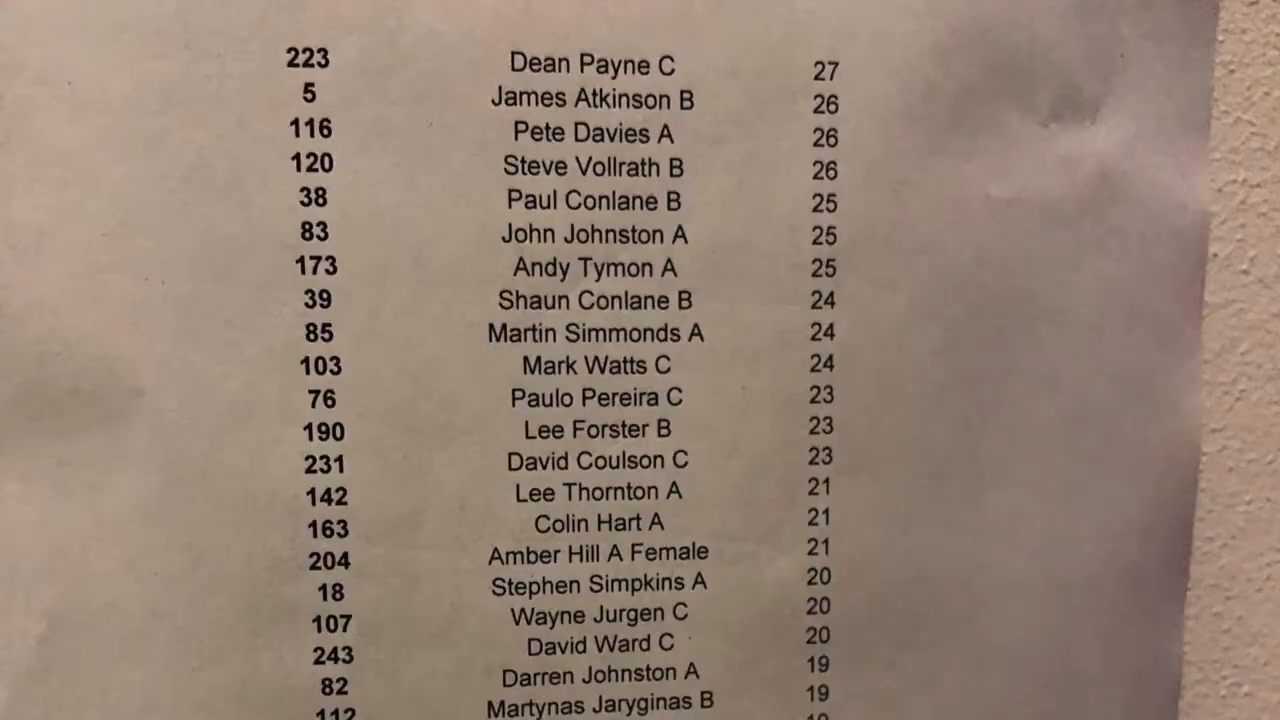 223 Dean Payne C 27
5 James Atkinson B 26
116 Pete Davies A 26
120 Steve Vollrath B 26
38 Paul Conlane B 25
83 John Johnston A 25
173 Andy Tymon A 25
39 Shaun Conlane B 24
85 Martin Simmonds A 24
103 Mark Watts C 24
76 Paulo Pereira C 23
190 Lee Forster B 23
231 David Coulson C 23
142 Lee Thornton A 21
163 Colin Hart A 21
204 Amber Hill A Female 21
18 Stephen Simpkins A 20
107 Wayne Jurgen C 20
243 David Ward C 20
82 Darren Johnston A 19
112 Martynas Jaryginas B 19